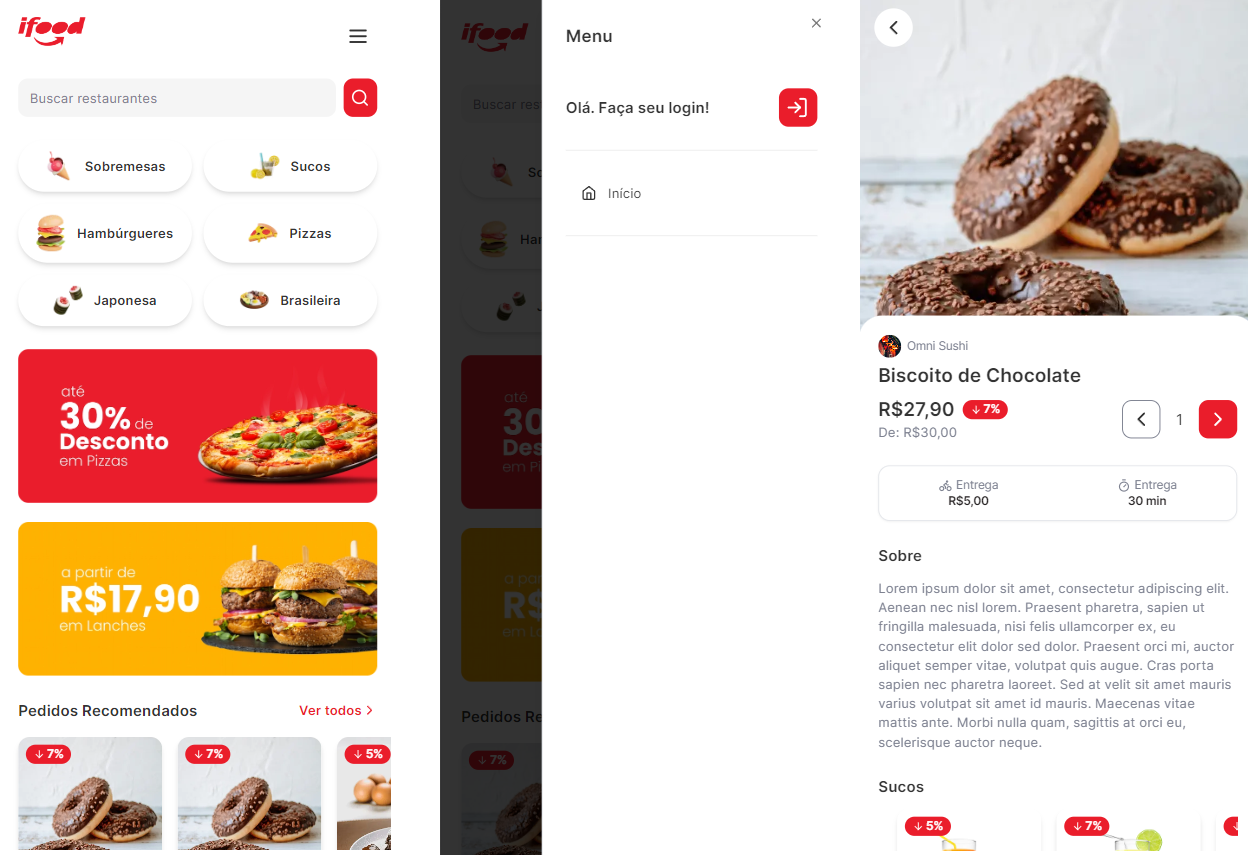 ifood
Buscar restaurantes
Sobremesas
Sucos
Hambúrgueres
Pizzas
Japonesa
Brasileira
até
30% de
Desconto
em Pizzas
a partir de
R$17,90
em Lanches
Pedidos Recomendados
Ver todos
7%
7%
5%
ifood
Buscar res
So
Ham
J
até
30
Des
em Pi
a par
R$
em La
Pedidos Re
7%
Menu
Olá. Faça seu login!
Início
Omni Sushi
Biscoito de Chocolate
R$27,90
7%
De: R$30,00
1
Entrega
R$5,00
Entrega
30 min
Sobre
Lorem ipsum dolor sit amet, consectetur adipiscing elit.
Aenean nec nisl lorem. Praesent pharetra, sapien ut
fringilla malesuada, nisi felis ullamcorper ex, eu
consectetur elit dolor sed dolor. Praesent orci mi, auctor
aliquet semper vitae, volutpat quis augue. Cras porta
sapien nec pharetra laoreet. Sed at velit sit amet mauris
varius volutpat sit amet id mauris. Maecenas vitae
mattis ante. Morbi nulla quam, sagittis at orci eu,
scelerisque auctor neque.
Sucos
5%
7%